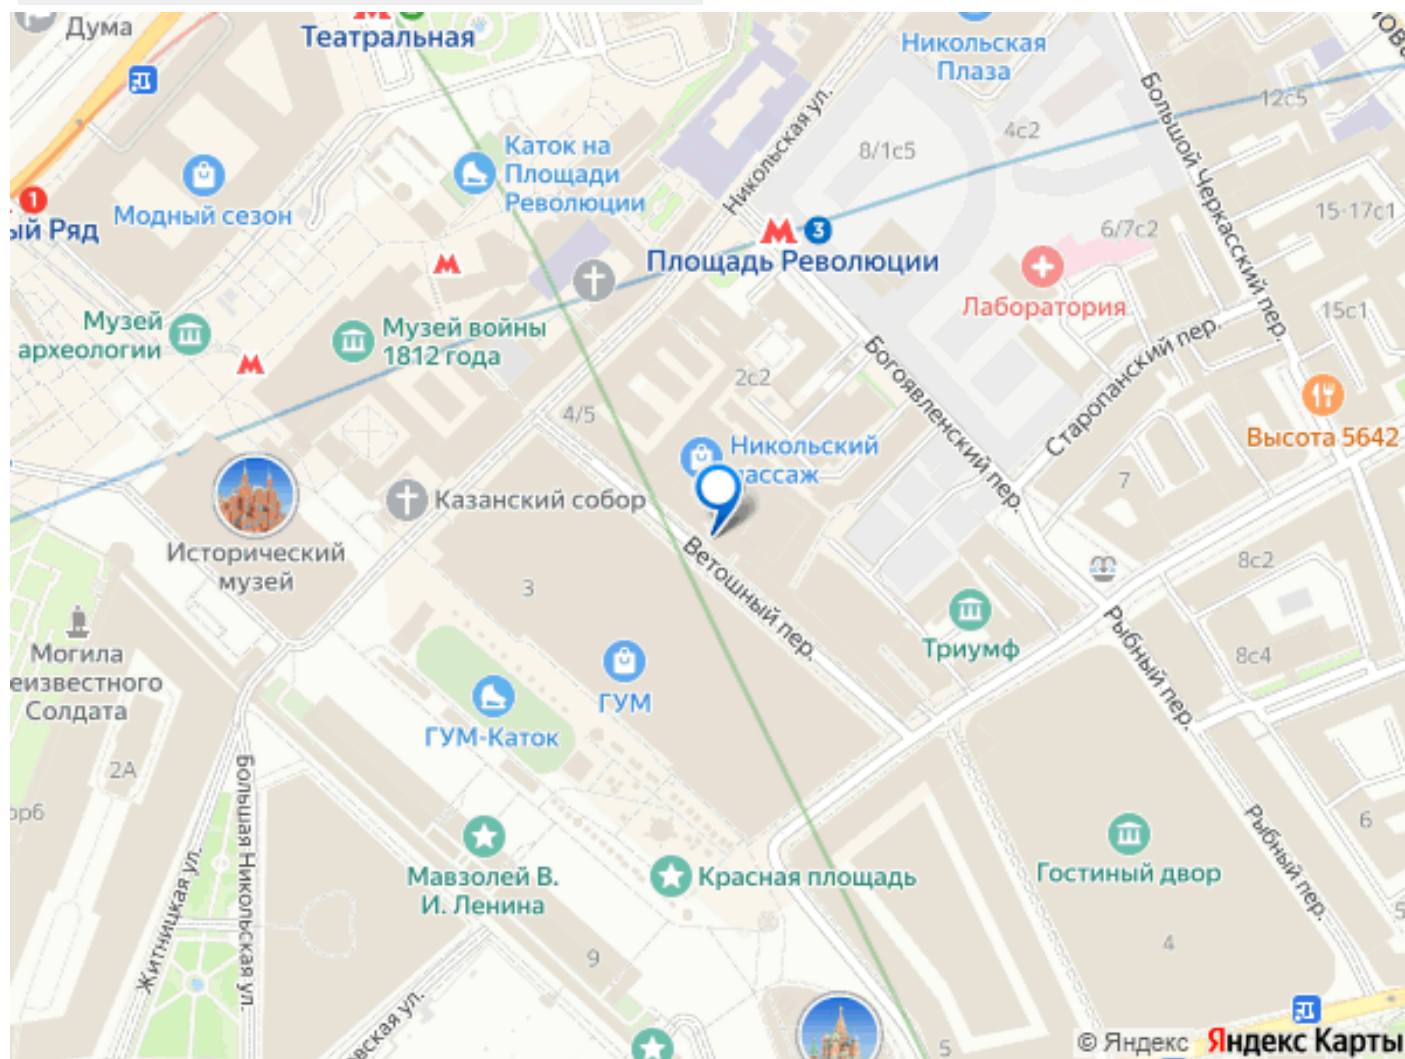 Дума
Театральная
Никольская
Плаза
Большой Черкасский пер.
12с5
4с2
8/1с5
Никольская ул.
Каток на
Площади
Революции
1
ый Ряд
Модный сезон
М
3
Площадь Революции
6/7с2
15-17с1
Лаборатория
15с1
Музей
археологии
М
М
Музей войны
1812 года
2с2
4/5
Богоявленский пер.
Старопанский пер.
Высота 5642
Никольский
пассаж
7
Казанский собор
Исторический
музей
Ветошный пер.
3
8с2
Могила
еизвестного
Солдата
Триумф
Рыбный пер.
8с4
ГУМ
ГУМ-Каток
2А
Большая Никольская ул.
Житницкая ул.
Мавзолей В.
И. Ленина
Красная площадь
Гостиный двор
Рыбный пер.
6
4
9
5
5
© Яндекс Яндекс Карты